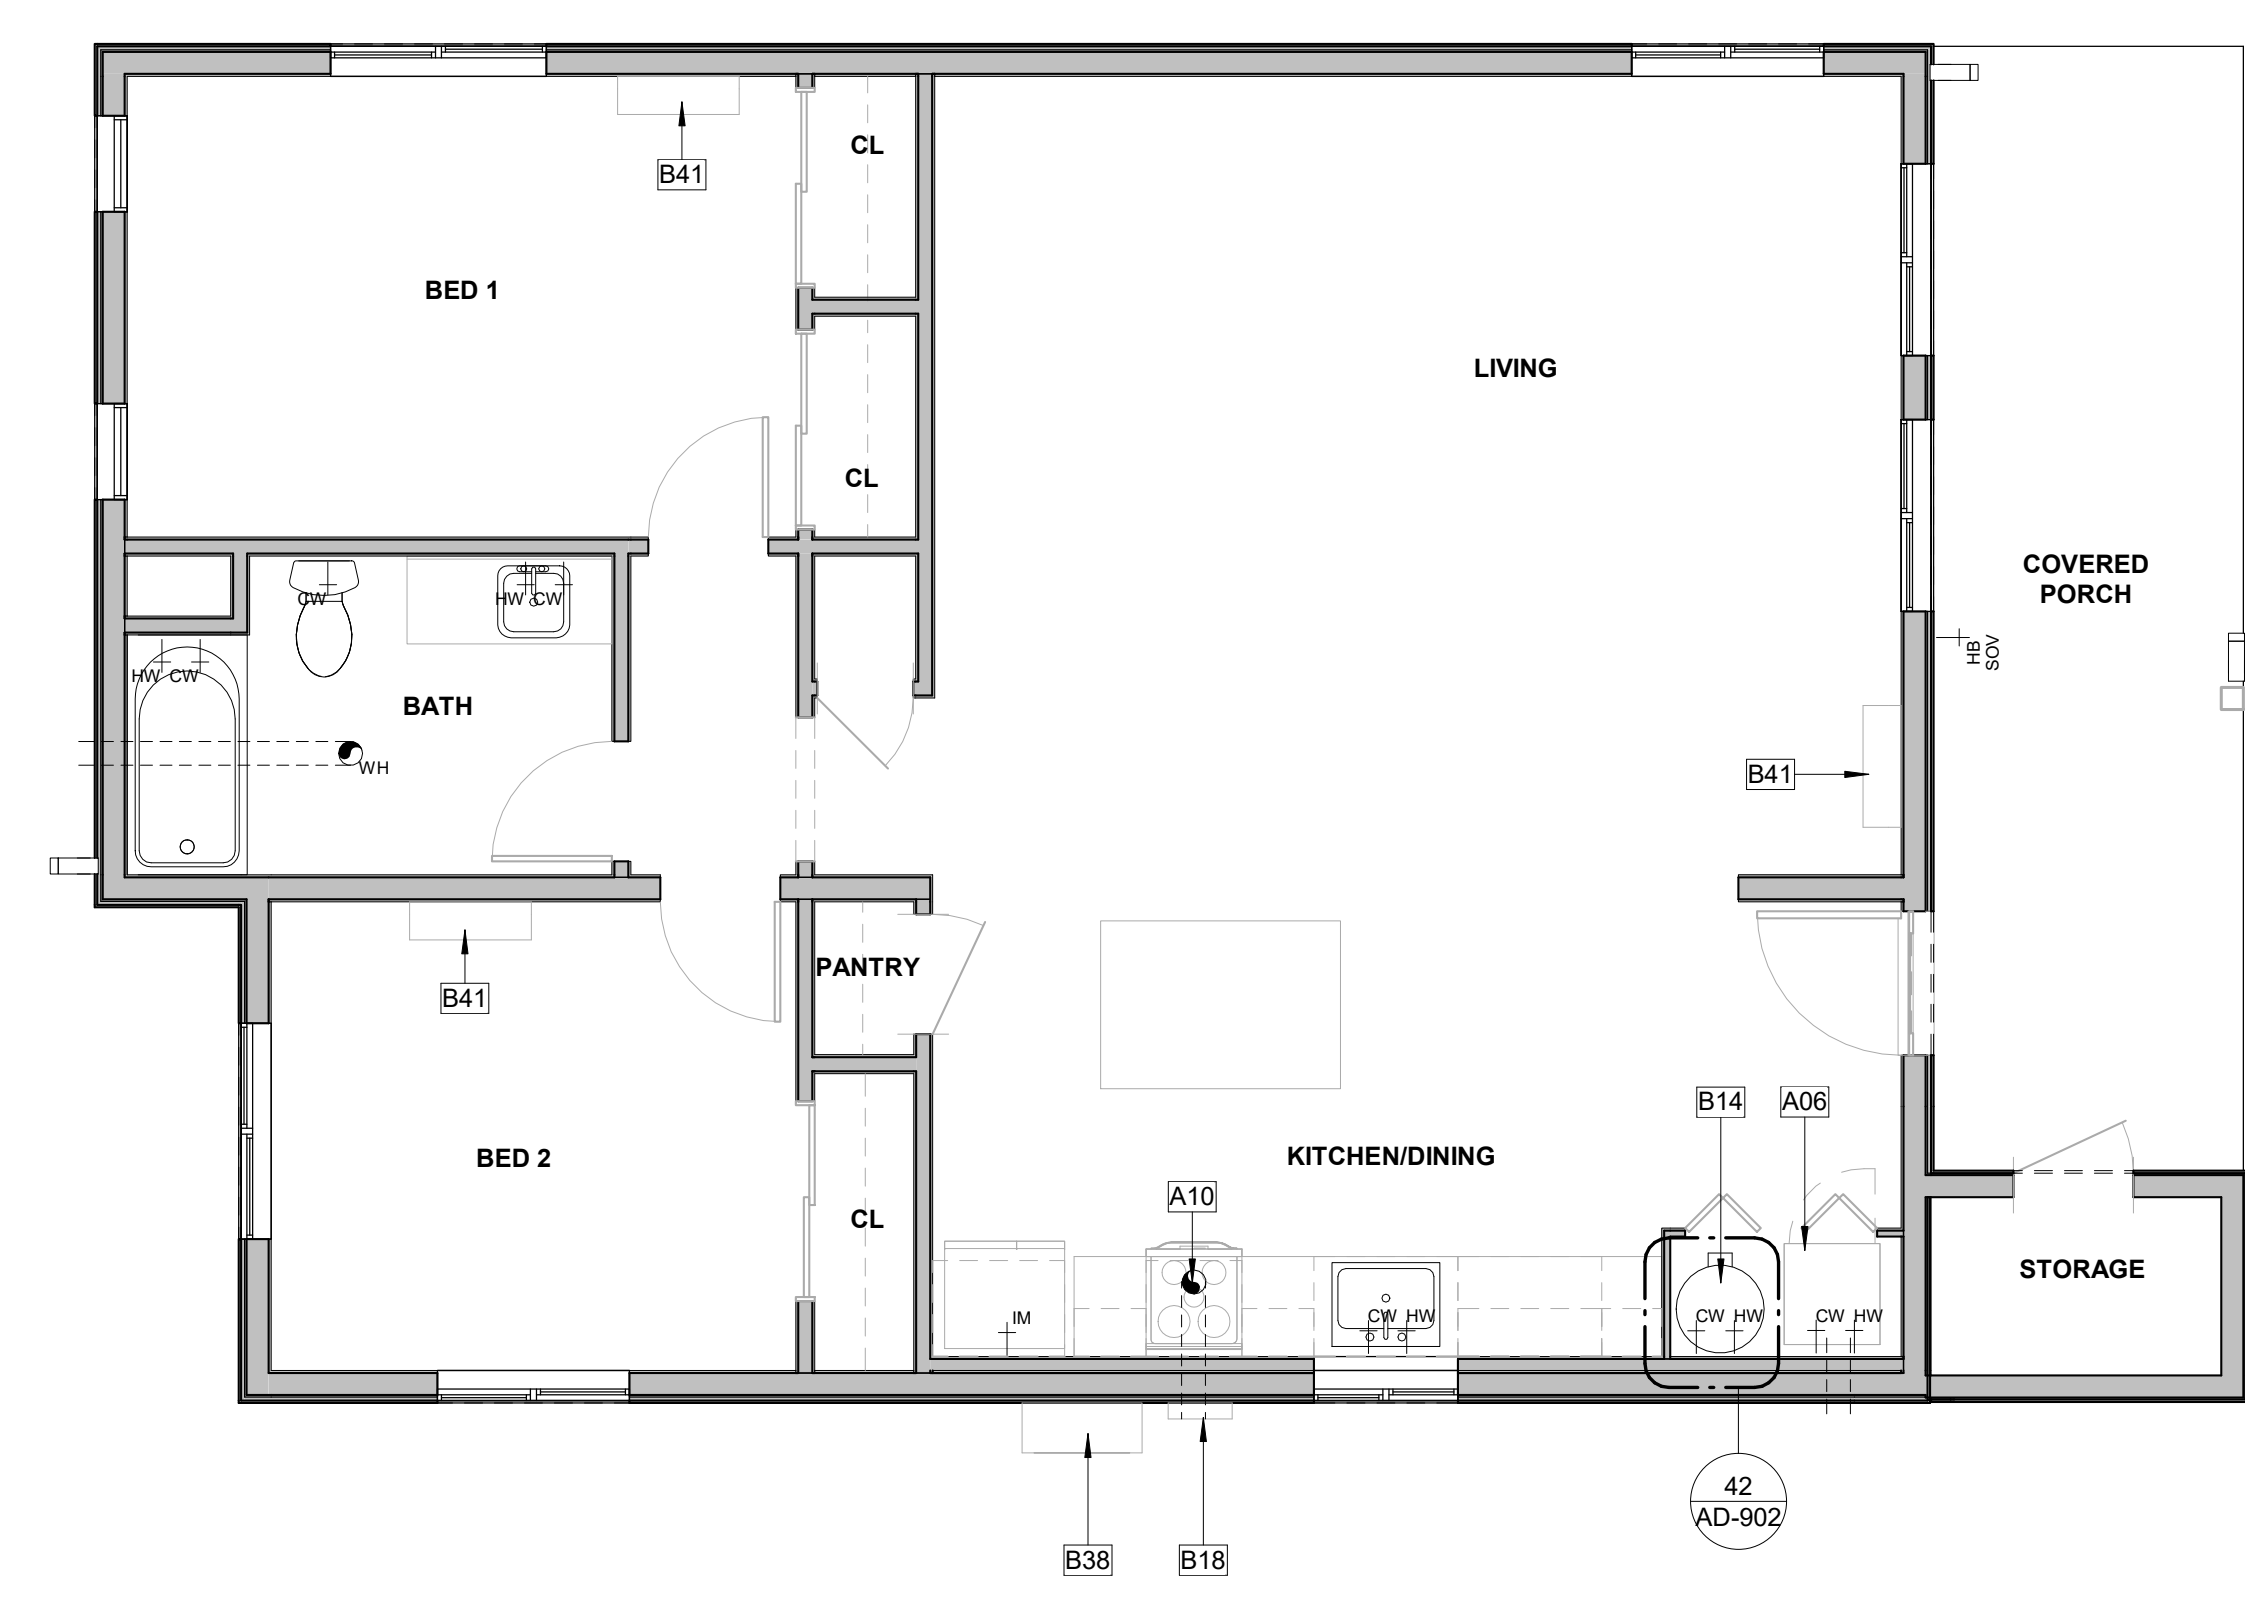 CL
B41
BED 1
LIVING
CL
COVERED
PORCH
CW
HW CW
HB
SOV
HW CW
BATH
WH
B41
PANTRY
B41
B14
A06
KITCHEN/DINING
BED 2
A10
CL
STORAGE
IM
CW HW
CW HW
CW HW
42
AD-902
B38
B18